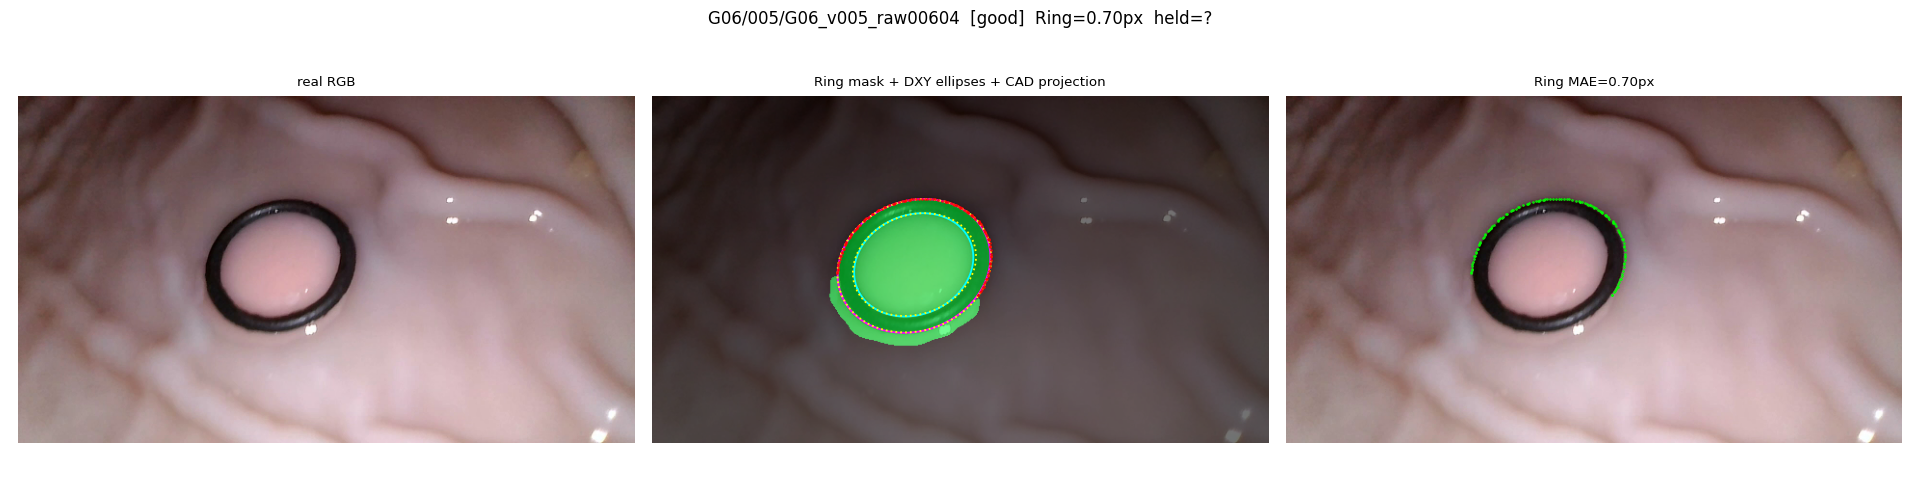 G06/005/G06_v005_raw00604  [good]  Ring=0.70px  held=?
real RGB
Ring mask + DXY ellipses + CAD projection
Ring MAE=0.70px